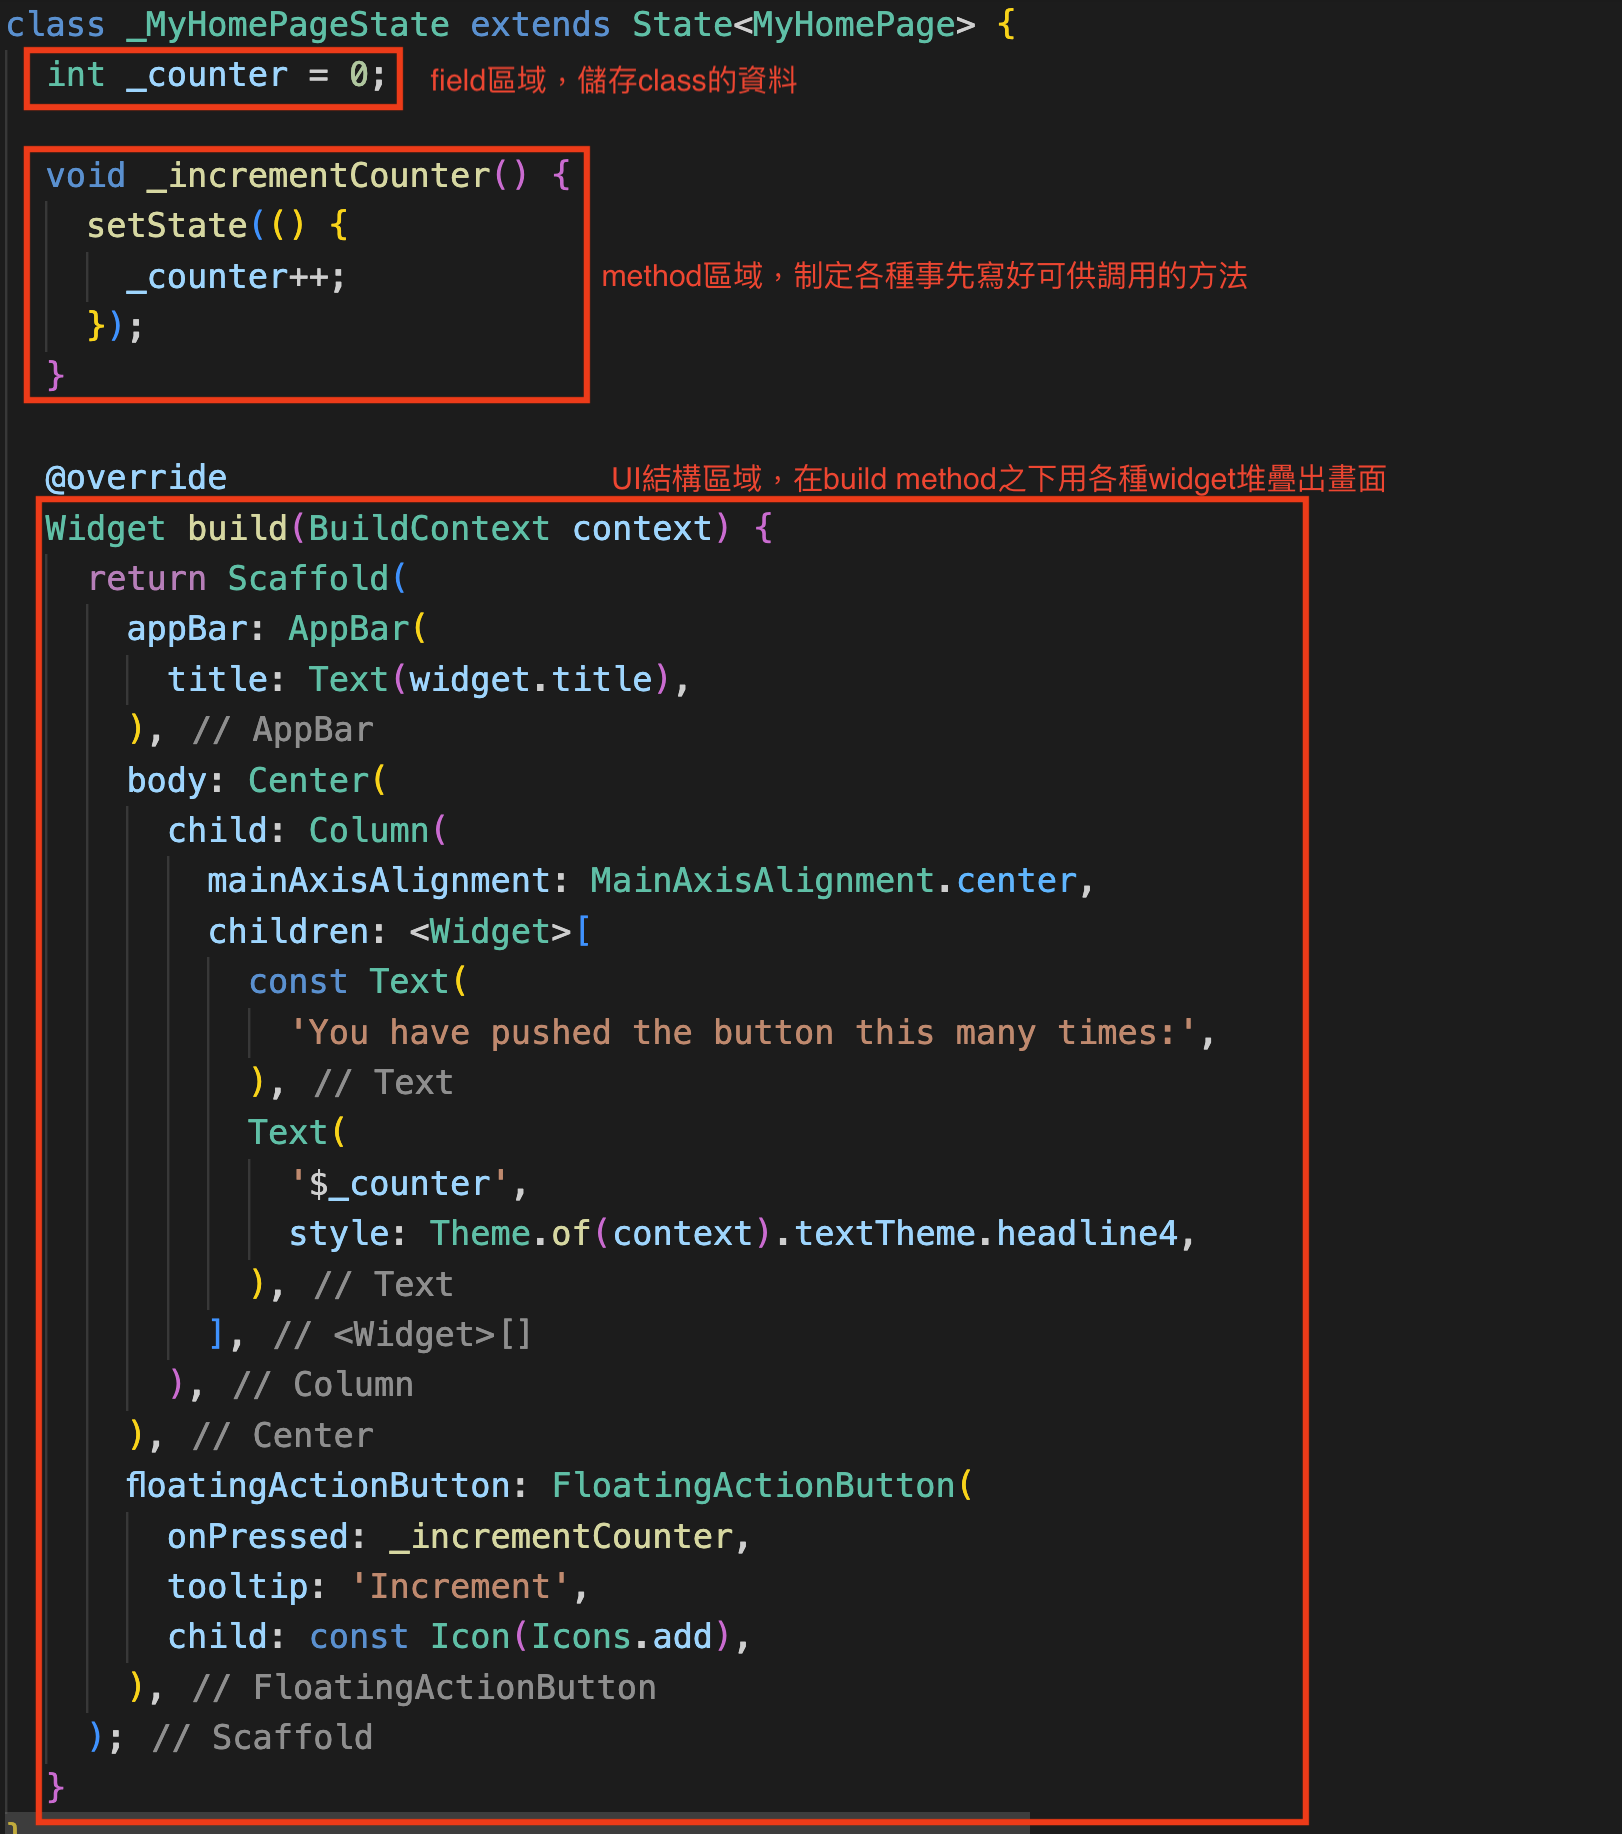 class _MyHomePageState extends State<MyHomePage> {
int _counter = 0; field區域，儲存class的資料
void _incrementCounter() {
setState(() {
_counter++; method區域，制定各種事先寫好可供調用的方法
});
}
@override UI結構區域，在build method之下用各種widget堆疊出畫面
Widget build(BuildContext context) {
return Scaffold(
appBar: AppBar(
title: Text(widget.title),
), // AppBar
body: Center(
child: Column(
mainAxisAlignment: MainAxisAlignment.center,
children: <Widget>[
const Text(
'You have pushed the button this many times:',
), // Text
Text(
'$_counter',
style: Theme.of(context).textTheme.headline4,
), // Text
], // <Widget>[]
), // Column
), // Center
floatingActionButton: FloatingActionButton(
onPressed: _incrementCounter,
tooltip: 'Increment',
child: const Icon(Icons.add),
), // FloatingActionButton
); // Scaffold
}
}